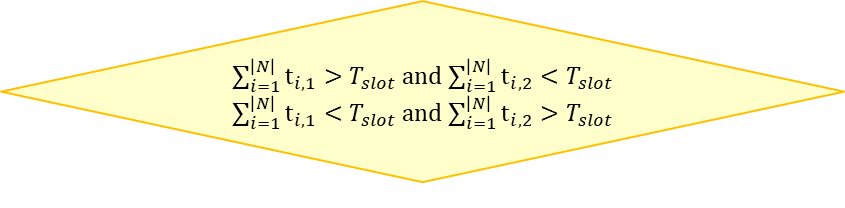 ∑_{i=1}^{|N|} t_{i,1} > T_{slot} and ∑_{i=1}^{|N|} t_{i,2} < T_{slot}
∑_{i=1}^{|N|} t_{i,1} < T_{slot} and ∑_{i=1}^{|N|} t_{i,2} > T_{slot}